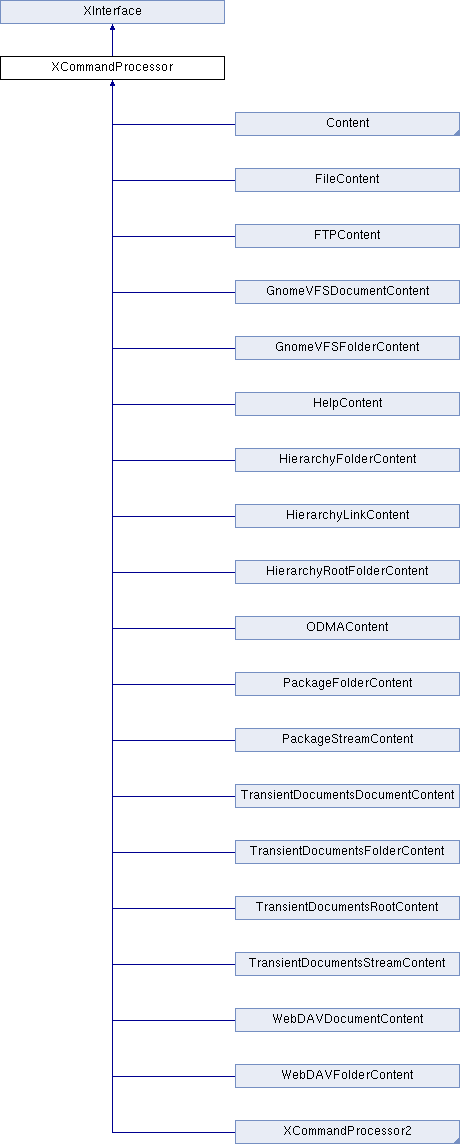 XInterface
XCommandProcessor
Content
FileContent
FTPContent
GnomeVFSDocumentContent
GnomeVFSFolderContent
HelpContent
HierarchyFolderContent
HierarchyLinkContent
HierarchyRootFolderContent
ODMAContent
PackageFolderContent
PackageStreamContent
TransientDocumentsDocumentContent
TransientDocumentsFolderContent
TransientDocumentsRootContent
TransientDocumentsStreamContent
WebDAVDocumentContent
WebDAVFolderContent
XCommandProcessor2